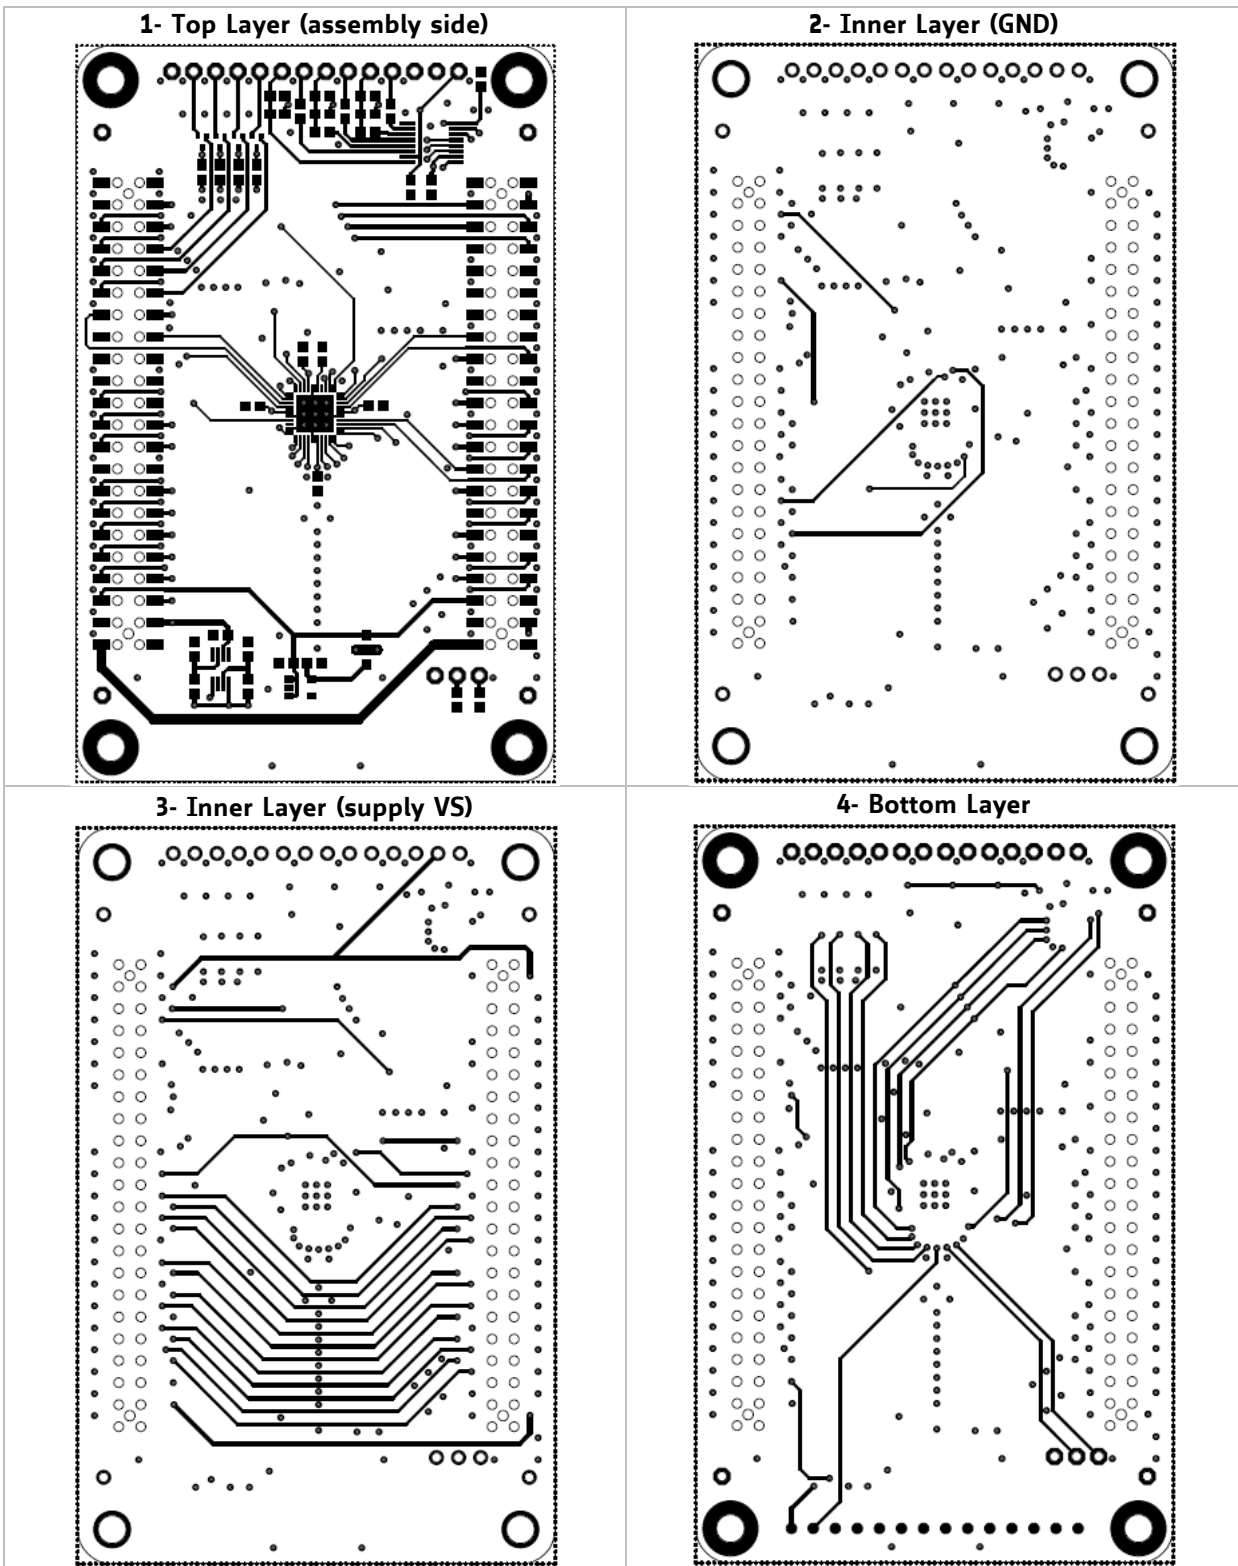 1- Top Layer (assembly side)
2- Inner Layer (GND)
3- Inner Layer (supply VS)
4- Bottom Layer